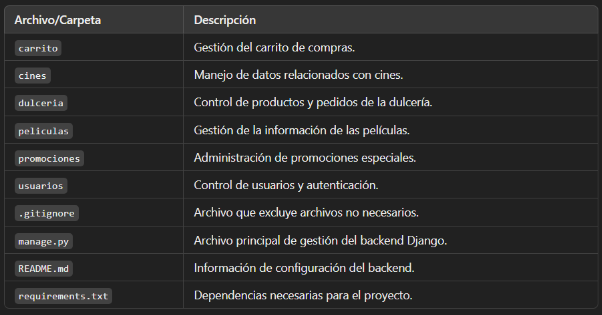 Archivo/Carpeta Descripción
carrito Gestión del carrito de compras.
cines Manejo de datos relacionados con cines.
dulceria Control de productos y pedidos de la dulcería.
peliculas Gestión de la información de las películas.
promociones Administración de promociones especiales.
usuarios Control de usuarios y autenticación.
.gitignore Archivo que excluye archivos no necesarios.
manage.py Archivo principal de gestión del backend Django.
README.md Información de configuración del backend.
requirements.txt Dependencias necesarias para el proyecto.